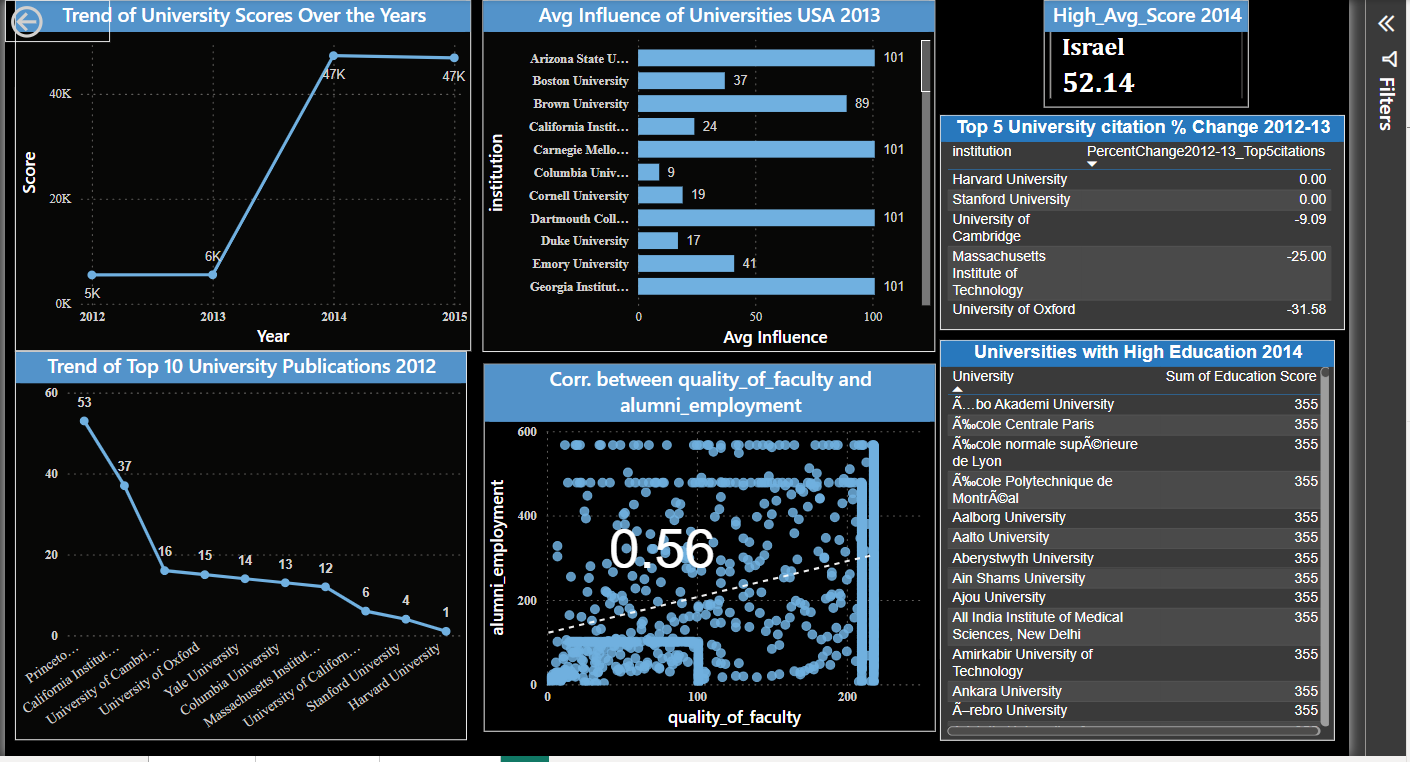 Trend of University Scores Over the Years
Score
40K
20K
0K
5K
6K
47K
47K
2012
2013
2014
2015
Year
Avg Influence of Universities USA 2013
institution
Arizona State U... 101
Boston University 37
Brown University 89
California Instit... 24
Carnegie Mello... 101
Columbia Univ... 9
Cornell University 19
Dartmouth Coll... 101
Duke University 17
Emory University 41
Georgia Institut... 101
0
50
100
Avg Influence
High_Avg_Score 2014
Israel
52.14
Filters
Top 5 University citation % Change 2012-13
institution PercentChange2012-13_Top5citations
Harvard University 0.00
Stanford University 0.00
University of -9.09
Cambridge
Massachusetts -25.00
Institute of
Technology
University of Oxford -31.58
Trend of Top 10 University Publications 2012
60
40
20
0
53
37
16
15
14
13
12
6
4
1
Princeto...
California Institut...
University of Cambri...
University of Oxford
Yale University
Columbia University
Massachusetts Institut...
University of Californ...
Stanford University
Harvard University
Corr. between quality_of_faculty and
alumni_employment
alumni_employment
600
400
200
0
0.56
0
100
200
quality_of_faculty
Universities with High Education 2014
University Sum of Education Score
Ã…bo Akademi University 355
Ã‰cole Centrale Paris 355
Ã‰cole normale supÃ©rieure 355
de Lyon
Ã‰cole Polytechnique de 355
MontrÃ©al
Aalborg University 355
Aalto University 355
Aberystwyth University 355
Ain Shams University 355
Ajou University 355
All India Institute of Medical 355
Sciences, New Delhi
Amirkabir University of 355
Technology
Ankara University 355
Ã–rebro University 355